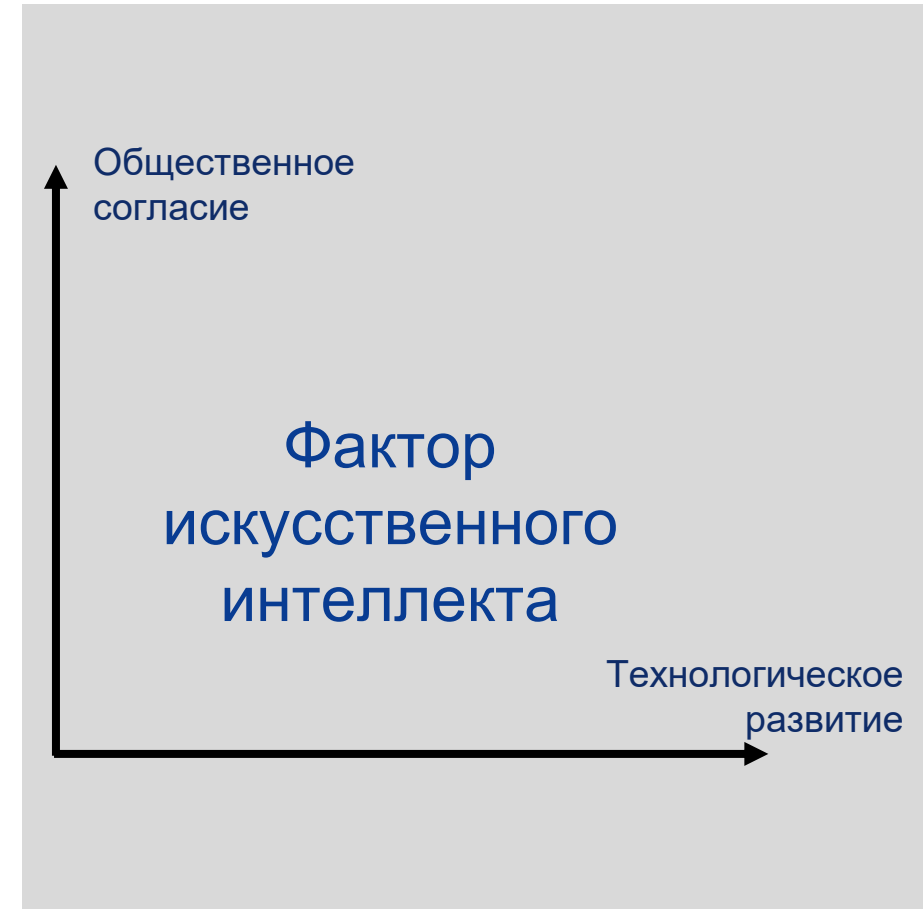 Общественное
согласие
Фактор
искусственного
интеллекта
Технологическое
развитие